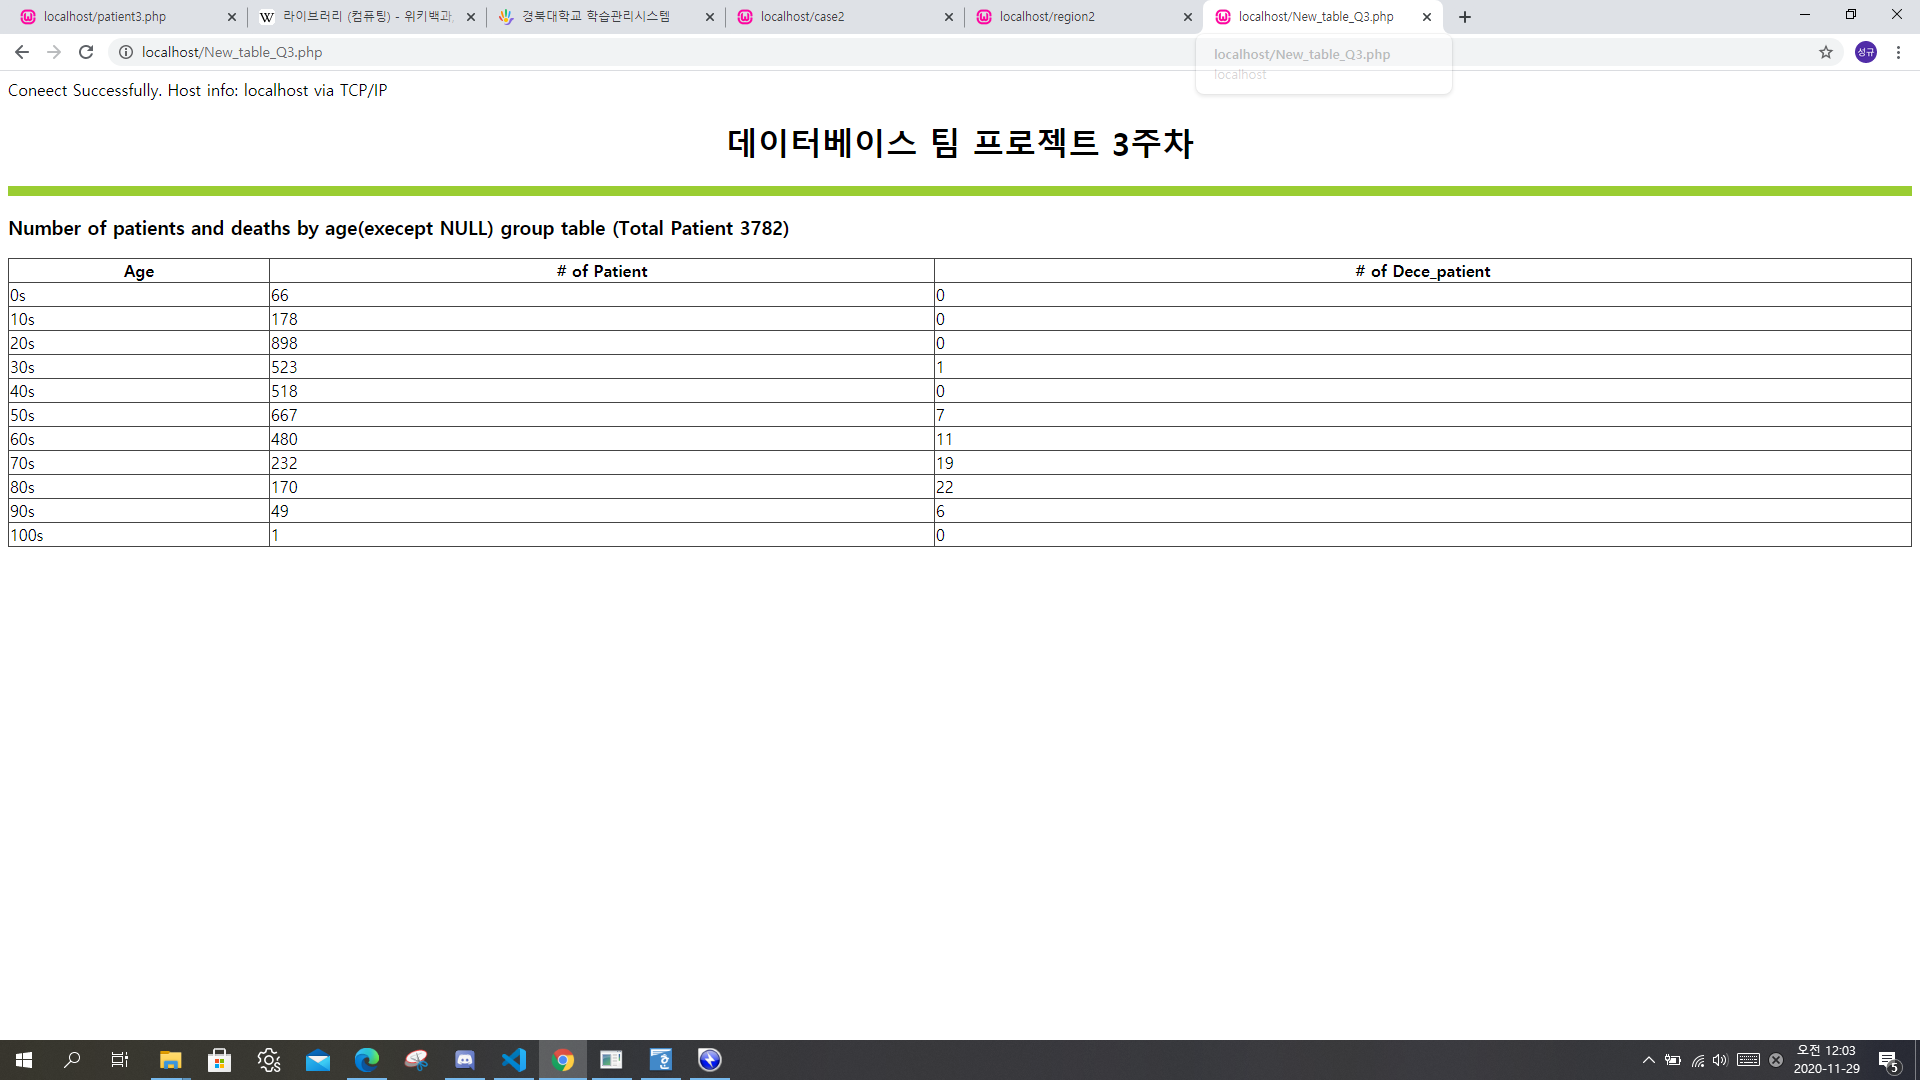 localhost/patient3.php
라이브러리 (컴퓨팅) - 위키백과,
경북대학교 학습관리시스템
localhost/case2
localhost/region2
localhost/New_table_Q3.php
localhost/New_table_Q3.php
성규
localhost/New_table_Q3.php
localhost
Coneect Successfully. Host info: localhost via TCP/IP
데이터베이스 팀 프로젝트 3주차
Number of patients and deaths by age(execept NULL) group table (Total Patient 3782)
Age # of Patient # of Dece_patient
0s 66 0
10s 178 0
20s 898 0
30s 523 1
40s 518 0
50s 667 7
60s 480 11
70s 232 19
80s 170 22
90s 49 6
100s 1 0
오전 12:03
2020-11-29
5